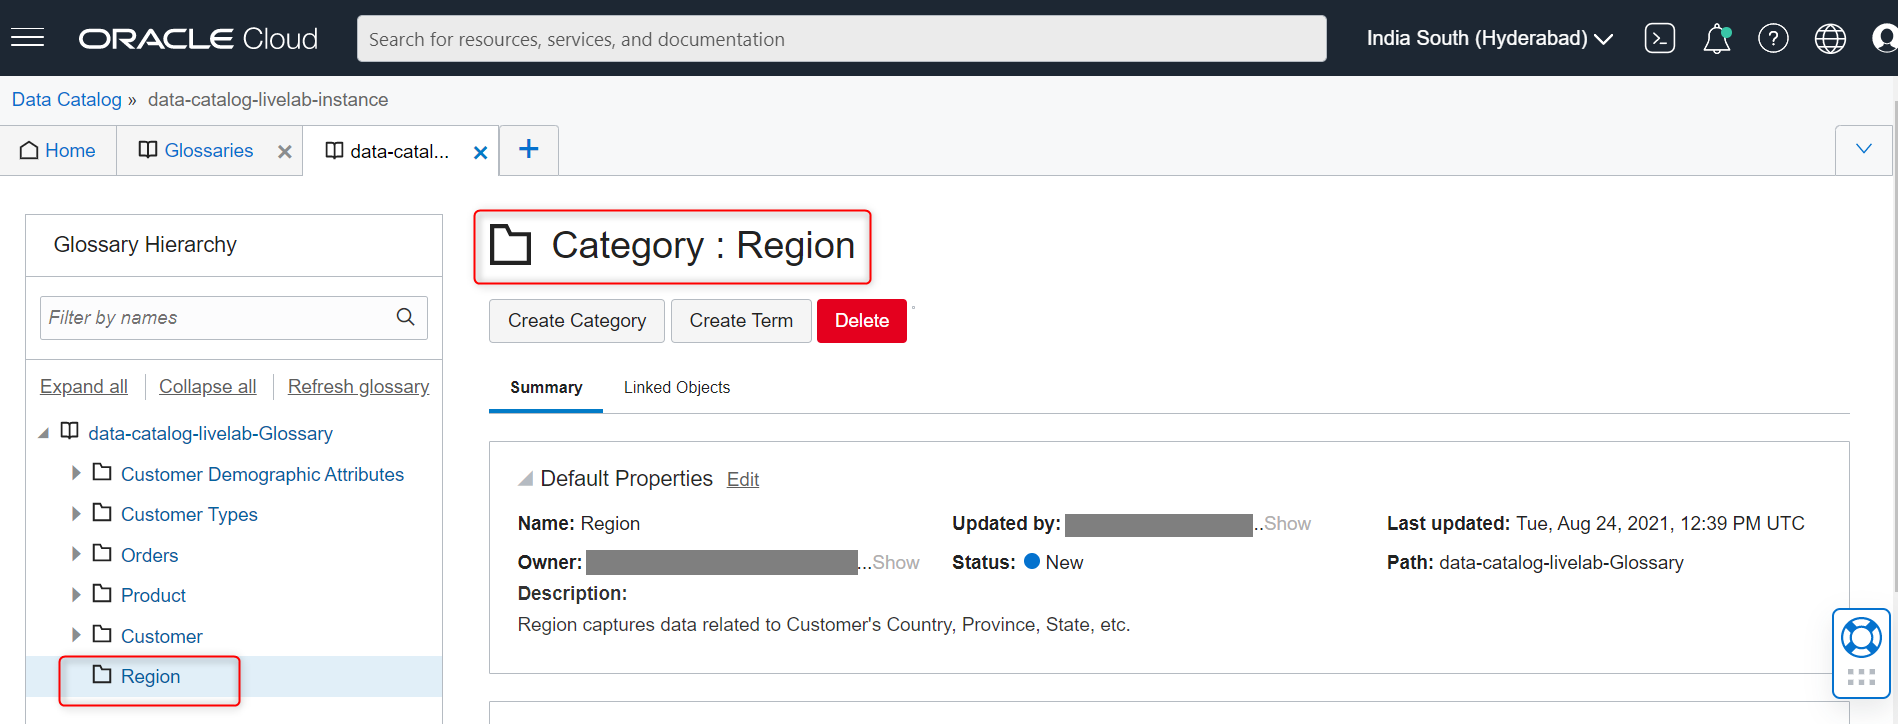 ORACLE Cloud
Search for resources, services, and documentation
India South (Hyderabad)
Data Catalog » data-catalog-livelab-instance
Home
Glossaries
data-catal...
Glossary Hierarchy
Filter by names
Expand all
Collapse all
Refresh glossary
data-catalog-livelab-Glossary
Customer Demographic Attributes
Customer Types
Orders
Product
Customer
Region
Category : Region
Create Category
Create Term
Delete
Summary
Linked Objects
Default Properties Edit
Name: Region
Updated by: ..Show
Last updated: Tue, Aug 24, 2021, 12:39 PM UTC
Owner: ...Show
Status: New
Path: data-catalog-livelab-Glossary
Description:
Region captures data related to Customer's Country, Province, State, etc.